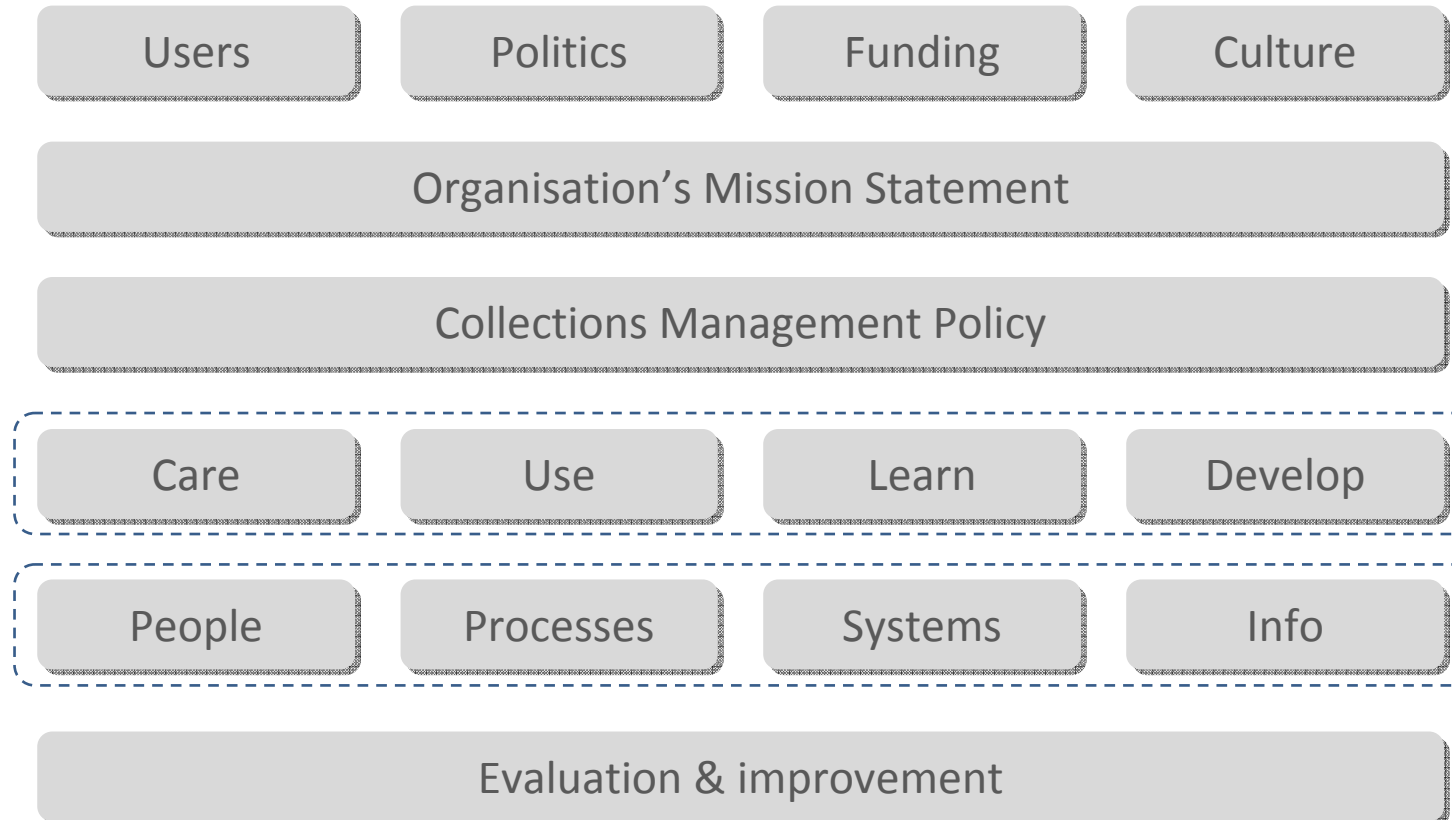 Users
Politics
Funding
Culture
Organisation’s Mission Statement
Collections Management Policy
Care
Use
Learn
Develop
People
Processes
Systems
Info
Evaluation & improvement